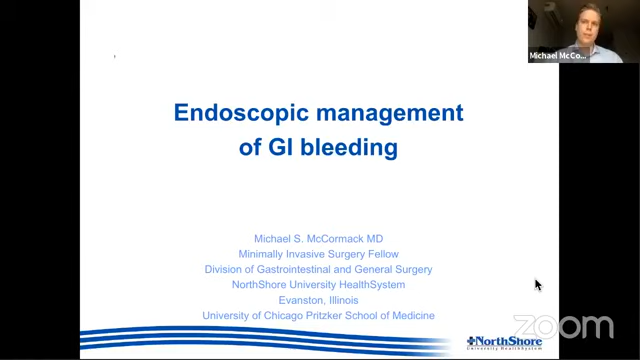 Michael McCo...
Endoscopic management
of GI bleeding
Michael S. McCormack MD
Minimally Invasive Surgery Fellow
Division of Gastrointestinal and General Surgery
NorthShore University HealthSystem
Evanston, Illinois
University of Chicago Pritzker School of Medicine
zoom
NorthShore
University HealthSystem